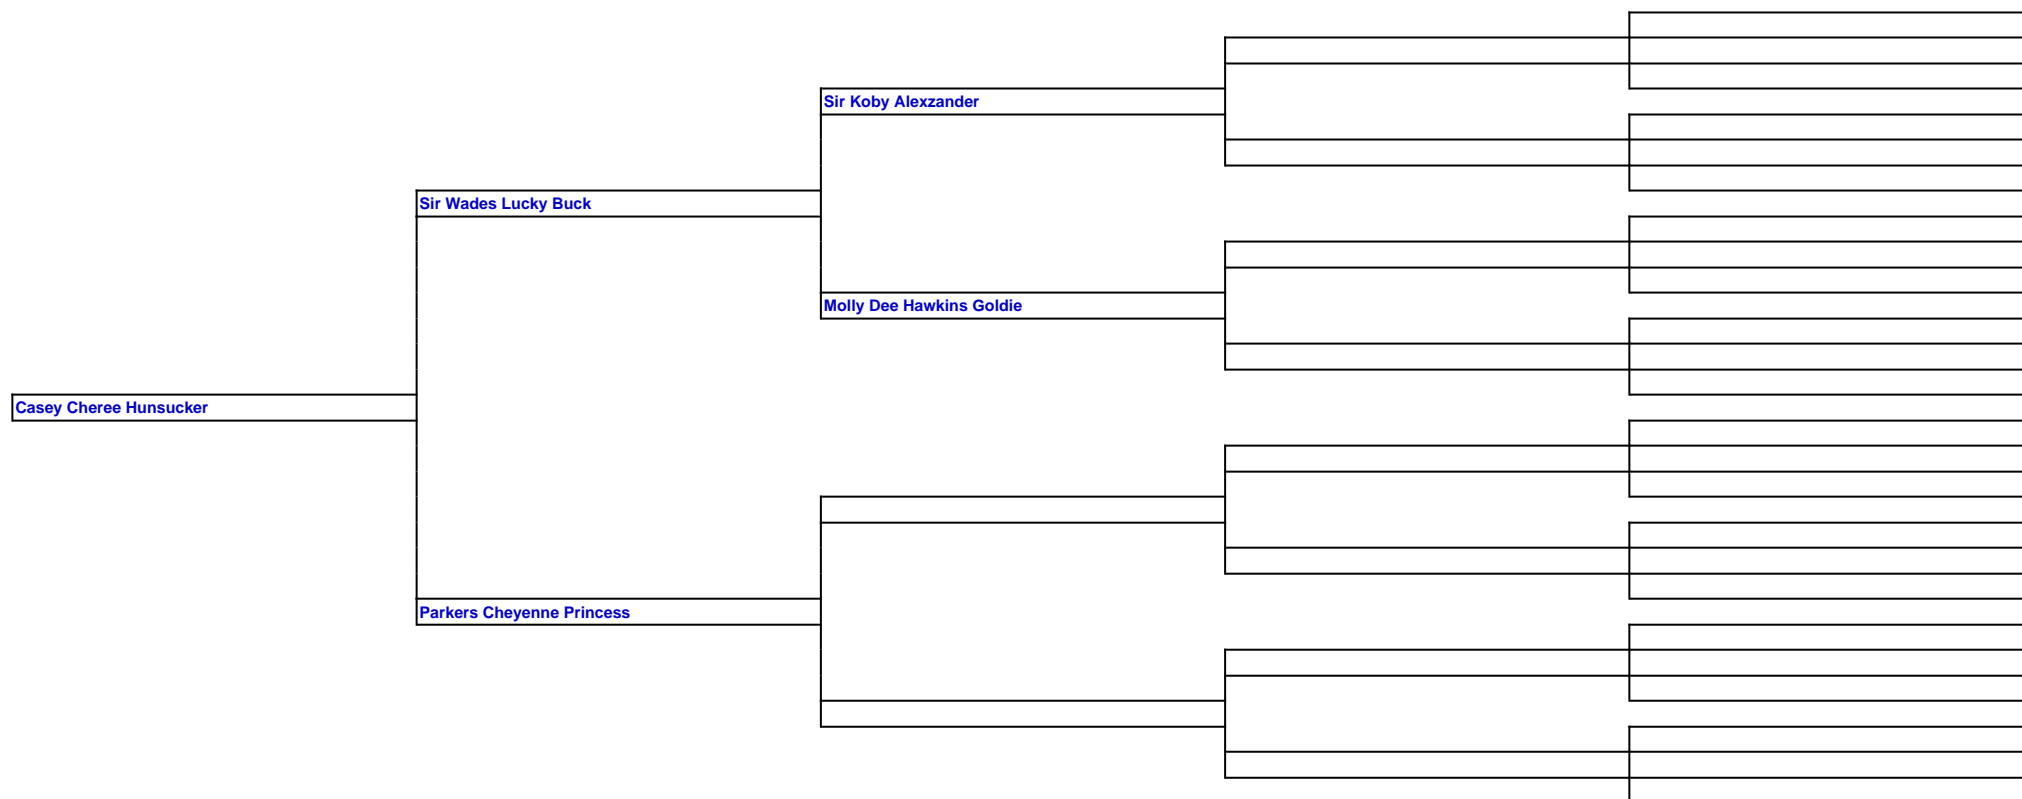 Sir Koby Alexzander
Sir Wades Lucky Buck
Molly Dee Hawkins Goldie
Casey Cheree Hunsucker
Parkers Cheyenne Princess